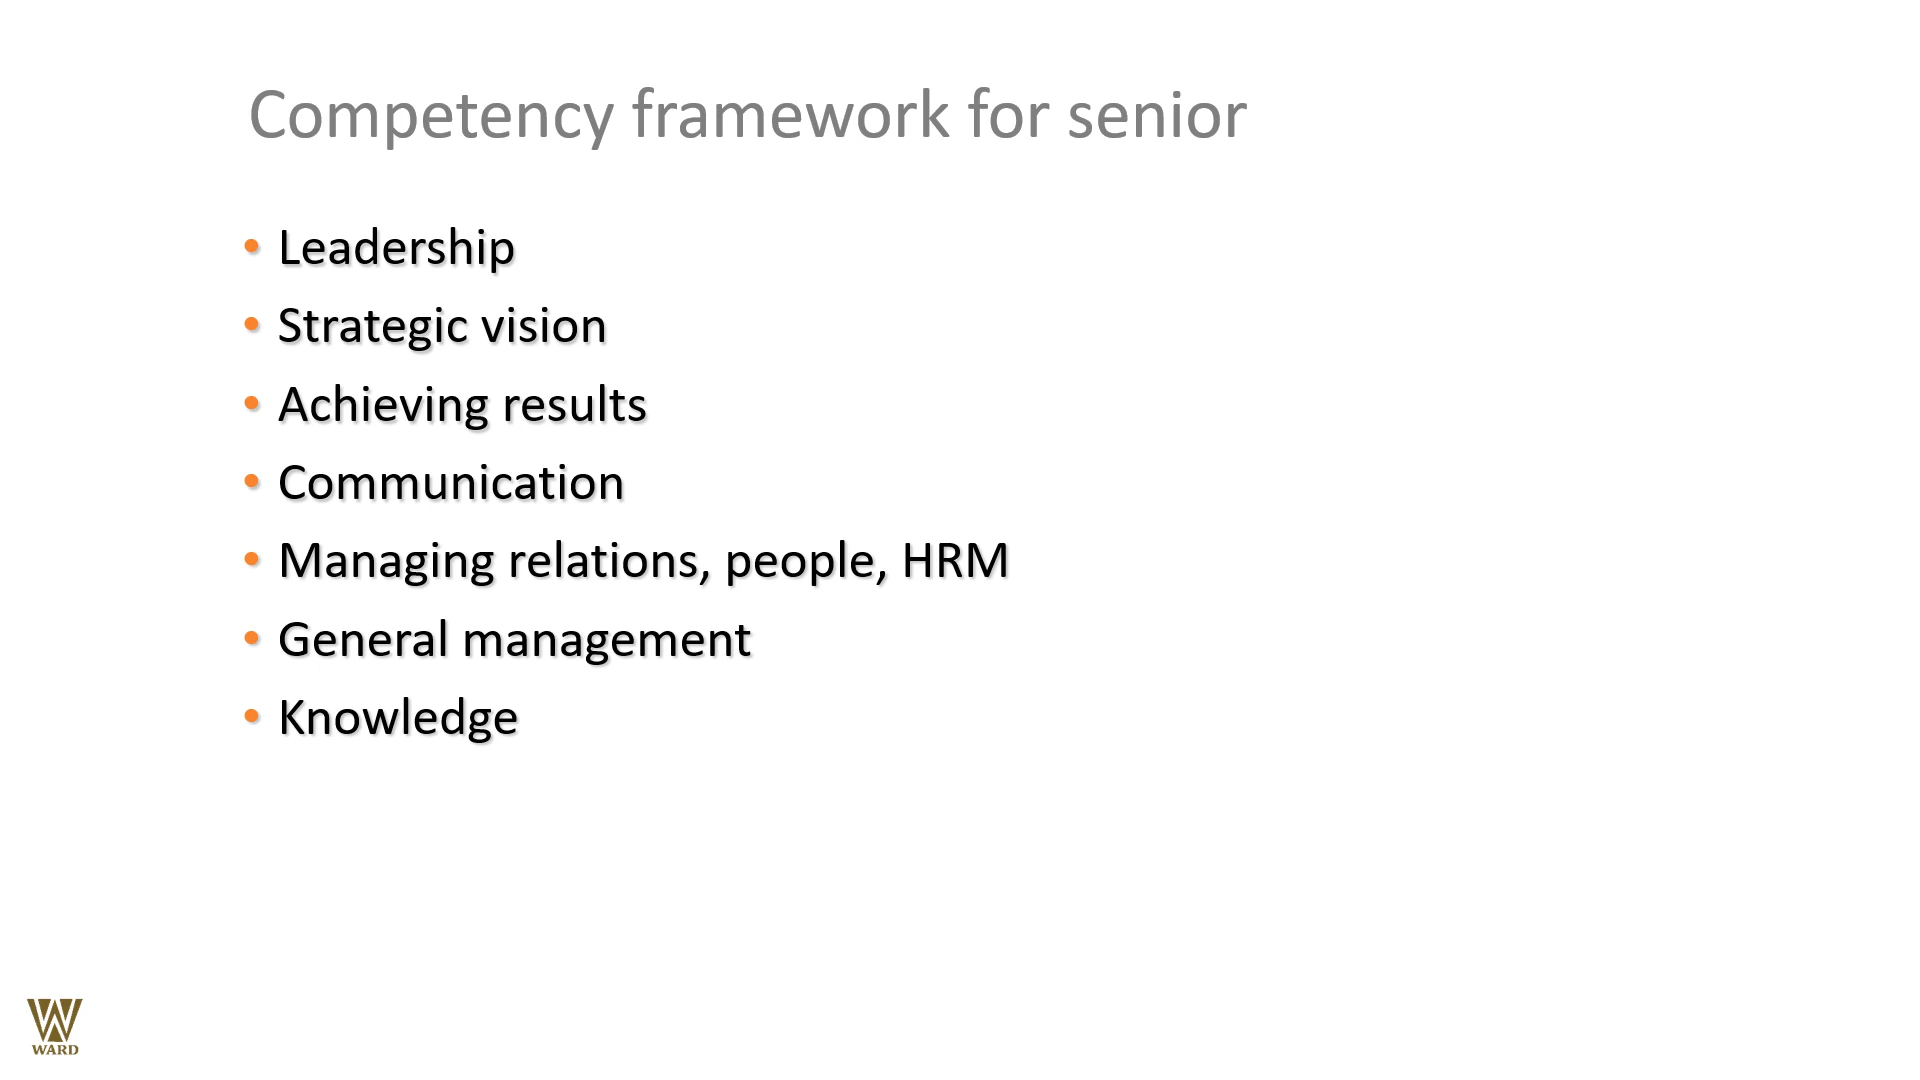 Competency framework for senior
• Leadership
• Strategic vision
• Achieving results
• Communication
• Managing relations, people, HRM
• General management
• Knowledge
WARD